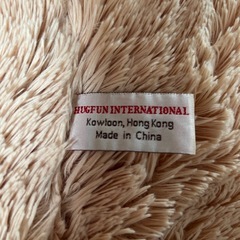 HUGFUN INTERNATIONAL
Kowloon, Hong Kong
Made in China